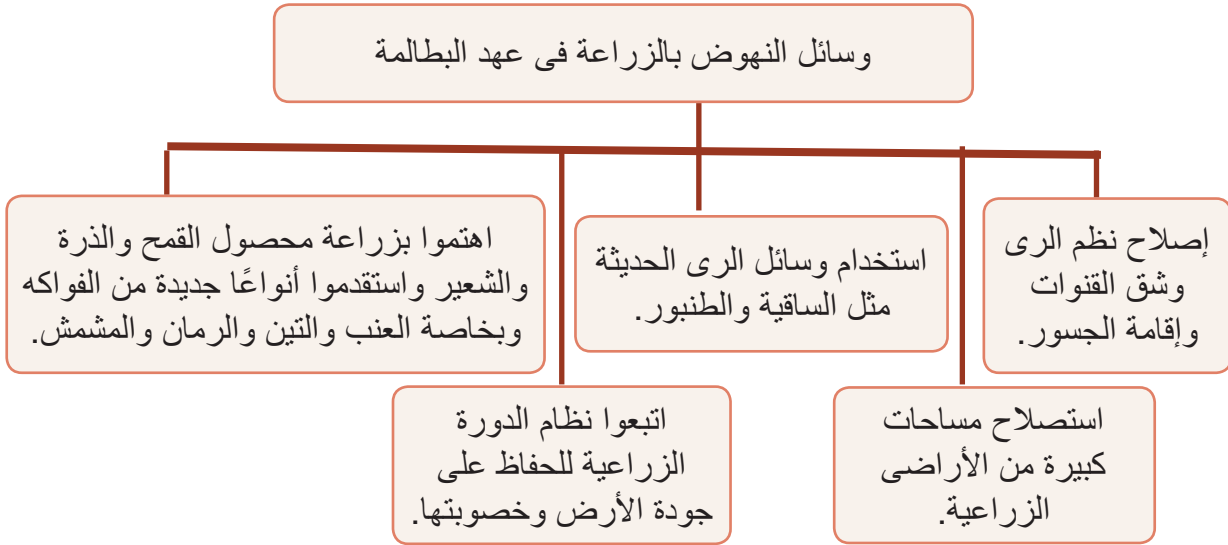 وسائل النهوض بالزراعة فى عهد البطالمة
إصلاح نظم الرى
وشق القنوات
وإقامة الجسور.
استصلاح مساحات
كبيرة من الأراضى
الزراعية.
استخدام وسائل الرى الحديثة
مثل الساقية والطنبور.
اتبعوا نظام الدورة
الزراعية للحفاظ على
جودة الأرض وخصوبتها.
اهتموا بزراعة محصول القمح والذرة
والشعير واستقدموا أنواعًا جديدة من الفواكه
وبخاصة العنب والتين والرمان والمشمش.